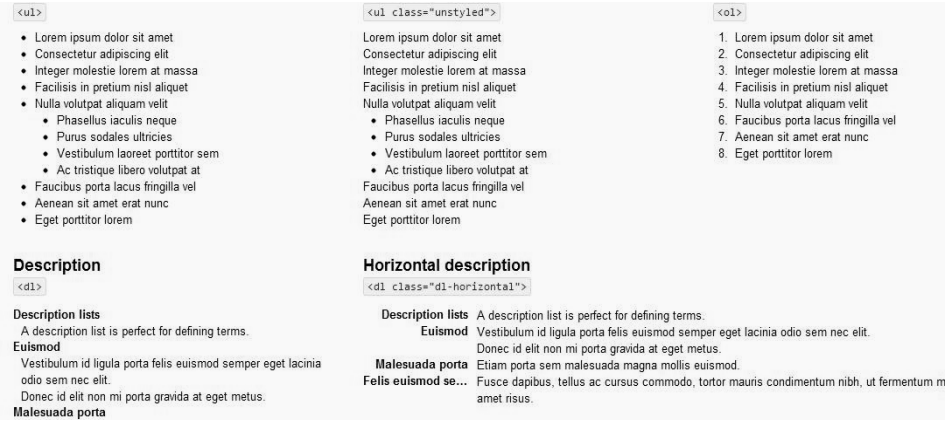 <ul>
• Lorem ipsum dolor sit amet
• Consectetur adipiscing elit
• Integer molestie lorem at massa
• Facilisis in pretium nisl aliquet
• Nulla volutpat aliquam velit
• Phasellus iaculis neque
• Purus sodales ultricies
• Vestibulum laoreet porttitor sem
• Ac tristique libero volutpat at
• Faucibus porta lacus fringilla vel
• Aenean sit amet erat nunc
• Eget porttitor lorem
<ul class="unstyled">
Lorem ipsum dolor sit amet
Consectetur adipiscing elit
Integer molestie lorem at massa
Facilisis in pretium nisl aliquet
Nulla volutpat aliquam velit
• Phasellus iaculis neque
• Purus sodales ultricies
• Vestibulum laoreet porttitor sem
• Ac tristique libero volutpat at
Faucibus porta lacus fringilla vel
Aenean sit amet erat nunc
Eget porttitor lorem
<ol>
1. Lorem ipsum dolor sit amet
2. Consectetur adipiscing elit
3. Integer molestie lorem at massa
4. Facilisis in pretium nisl aliquet
5. Nulla volutpat aliquam velit
6. Faucibus porta lacus fringilla vel
7. Aenean sit amet erat nunc
8. Eget porttitor lorem
Description
<dl>
Description lists
A description list is perfect for defining terms.
Euismod
Vestibulum id ligula porta felis euismod semper eget lacinia
odio sem nec elit.
Donec id elit non mi porta gravida at eget metus.
Malesuada porta
Horizontal description
<dl class="dl-horizontal">
Description lists A description list is perfect for defining terms.
Euismod Vestibulum id ligula porta felis euismod semper eget lacinia odio sem nec elit.
Donec id elit non mi porta gravida at eget metus.
Malesuada porta Etiam porta sem malesuada magna mollis euismod.
Felis euismod se... Fusce dapibus, tellus ac cursus commodo, tortor mauris condimentum nibh, ut fermentum m
amet risus.